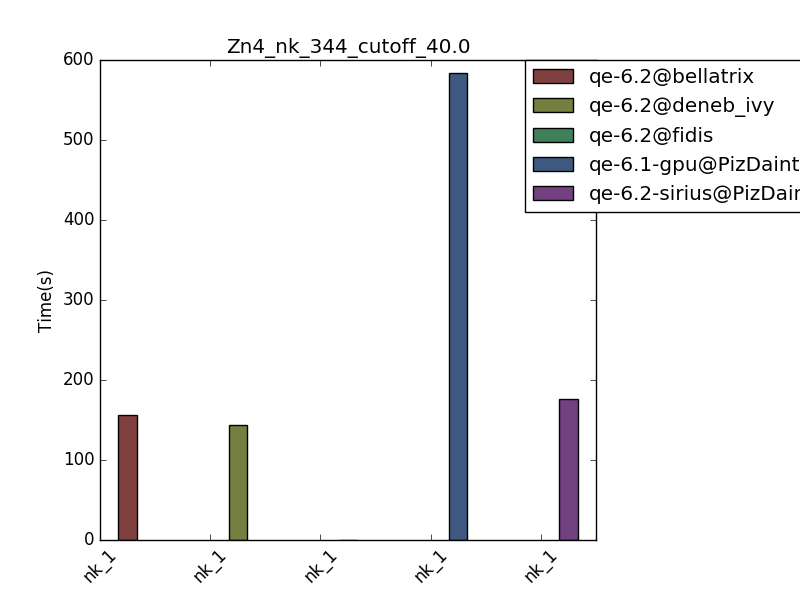 Zn4_nk_344_cutoff_40.0
qe-6.2@bellatrix
qe-6.2@deneb_ivy
qe-6.2@fidis
qe-6.1-gpu@PizDaint
qe-6.2-sirius@PizDain
Time(s)
600
500
400
300
200
100
0
nk_1
nk_1
nk_1
nk_1
nk_1